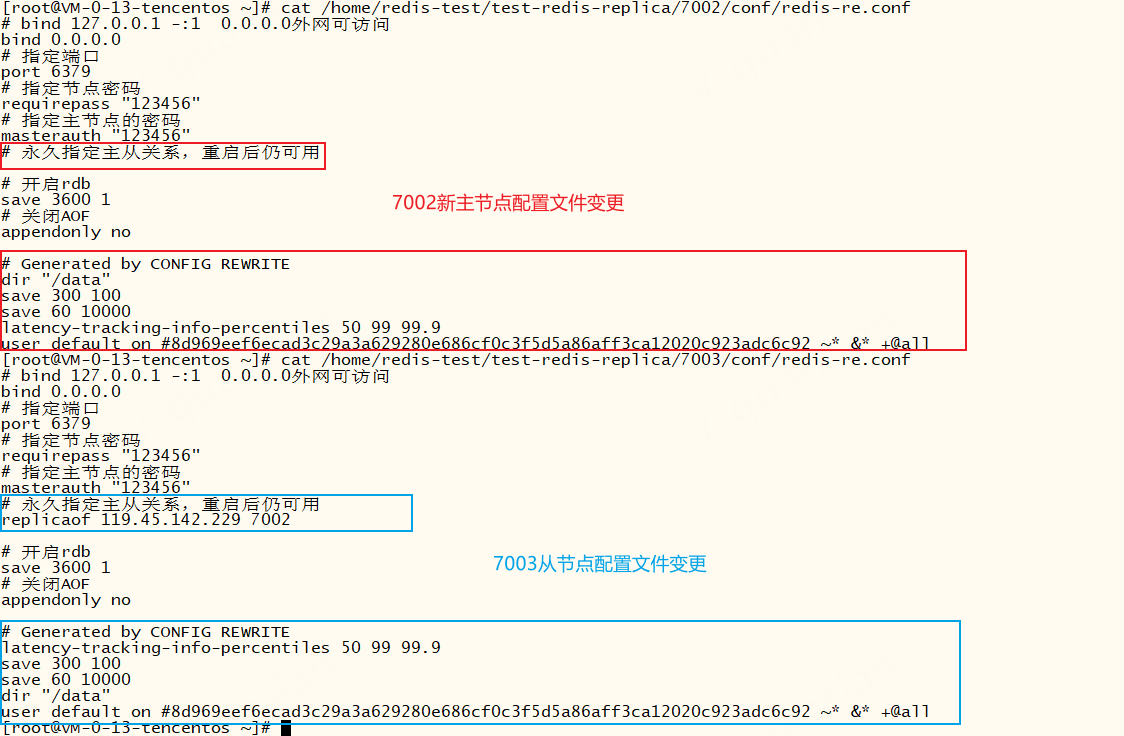 [root@VM-0-13-tencentos ~]# cat /home/redis-test/test-redis-replica/7002/conf/redis-re.conf
# bind 127.0.0.1 -:1  0.0.0.0外网可访问
bind 0.0.0.0
# 指定端口
port 6379
# 指定节点密码
requirepass "123456"
# 指定主节点的密码
masterauth "123456"
# 永久指定主从关系，重启后仍可用
# 开启rdb
save 3600 1
7002新主节点配置文件变更
# 关闭AOF
appendonly no
# Generated by CONFIG REWRITE
dir "/data"
save 300 100
save 60 10000
latency-tracking-info-percentiles 50 99 99.9
user default on #8d969eef6ecad3c29a3a629280e686cf0c3f5d5a86aff3ca12020c923adc6c92 ~* &* +@all
[root@VM-0-13-tencentos ~]# cat /home/redis-test/test-redis-replica/7003/conf/redis-re.conf
# bind 127.0.0.1 -:1  0.0.0.0外网可访问
bind 0.0.0.0
# 指定端口
port 6379
# 指定节点密码
requirepass "123456"
# 指定主节点的密码
masterauth "123456"
# 永久指定主从关系，重启后仍可用
replicaof 119.45.142.229 7002
# 开启rdb
save 3600 1
7003从节点配置文件变更
# 关闭AOF
appendonly no
# Generated by CONFIG REWRITE
latency-tracking-info-percentiles 50 99 99.9
save 300 100
save 60 10000
dir "/data"
user default on #8d969eef6ecad3c29a3a629280e686cf0c3f5d5a86aff3ca12020c923adc6c92 ~* &* +@all
[root@VM-0-13-tencentos ~]#